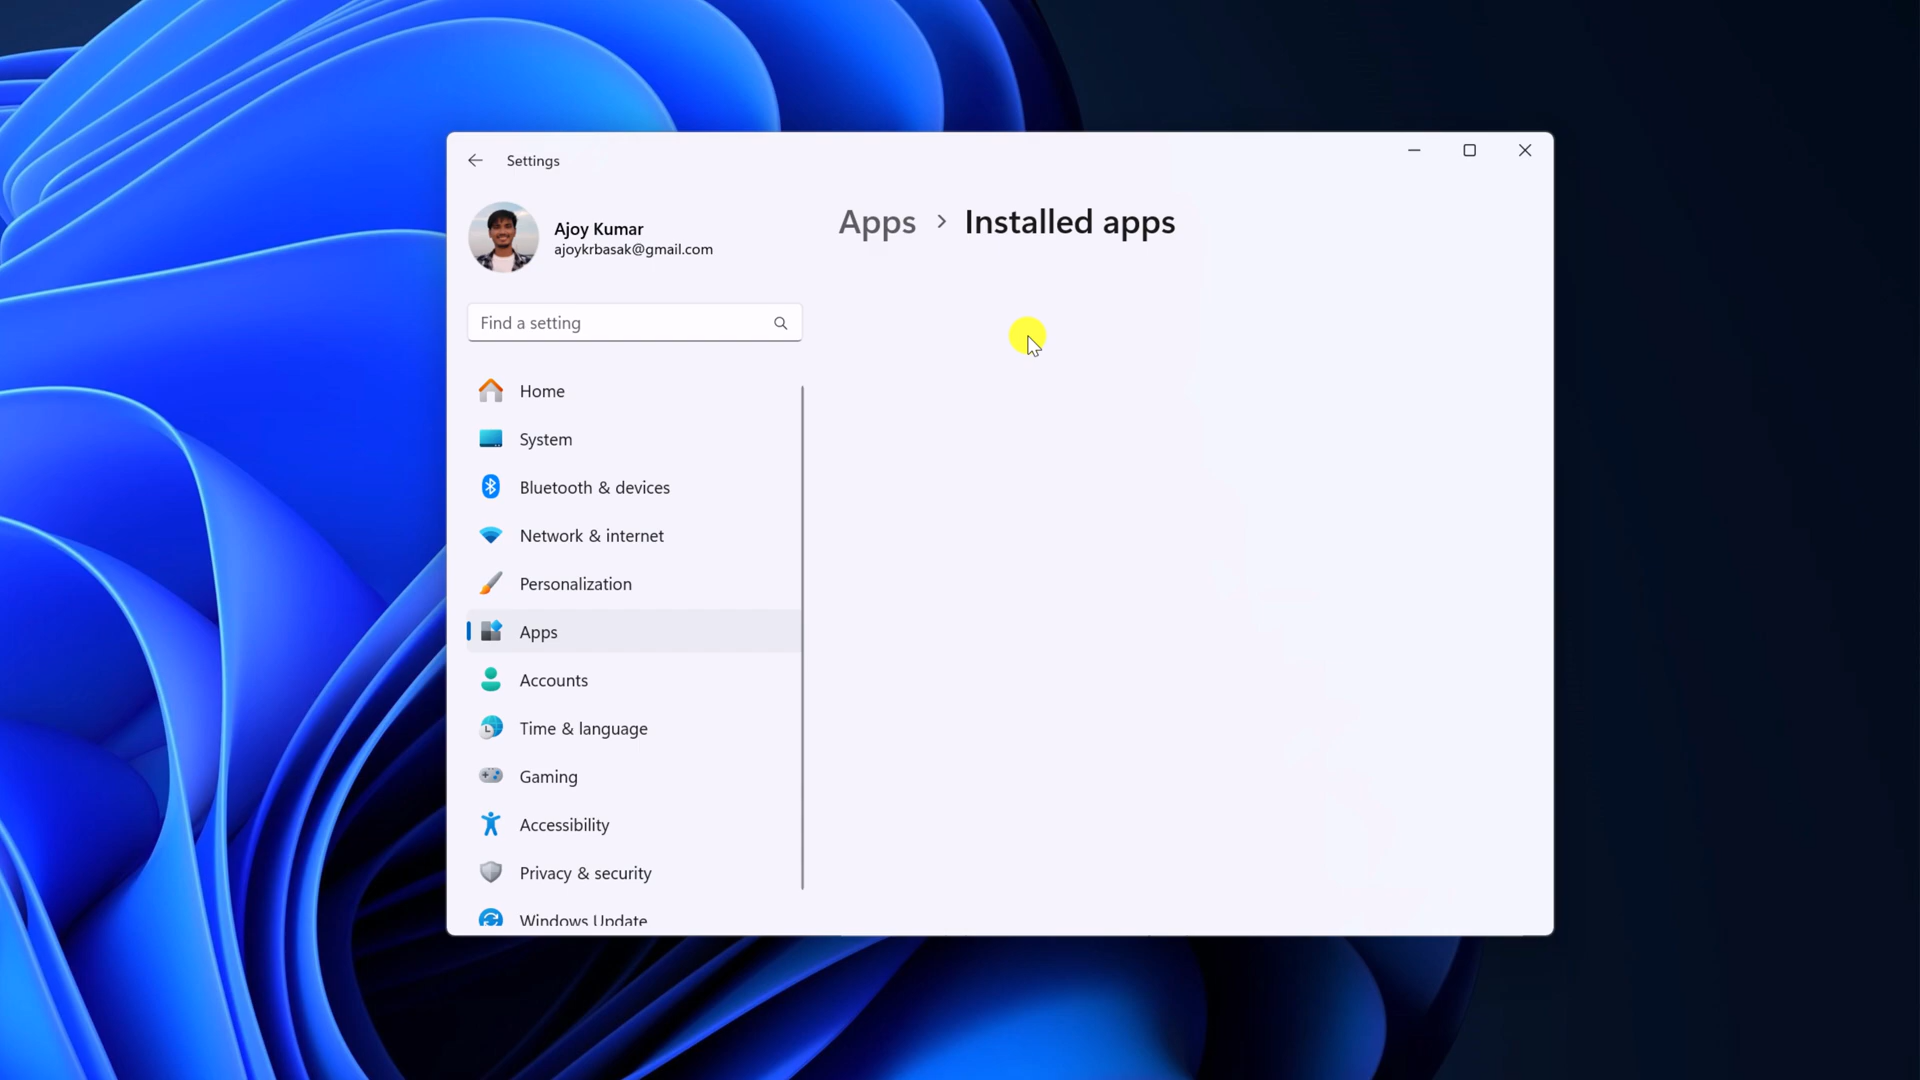 Settings
Ajoy Kumar
ajoykrbasak@gmail.com
Find a setting
Home
System
Bluetooth & devices
Network & internet
Personalization
Apps
Accounts
Time & language
Gaming
Accessibility
Privacy & security
Windows Update
Apps > Installed apps